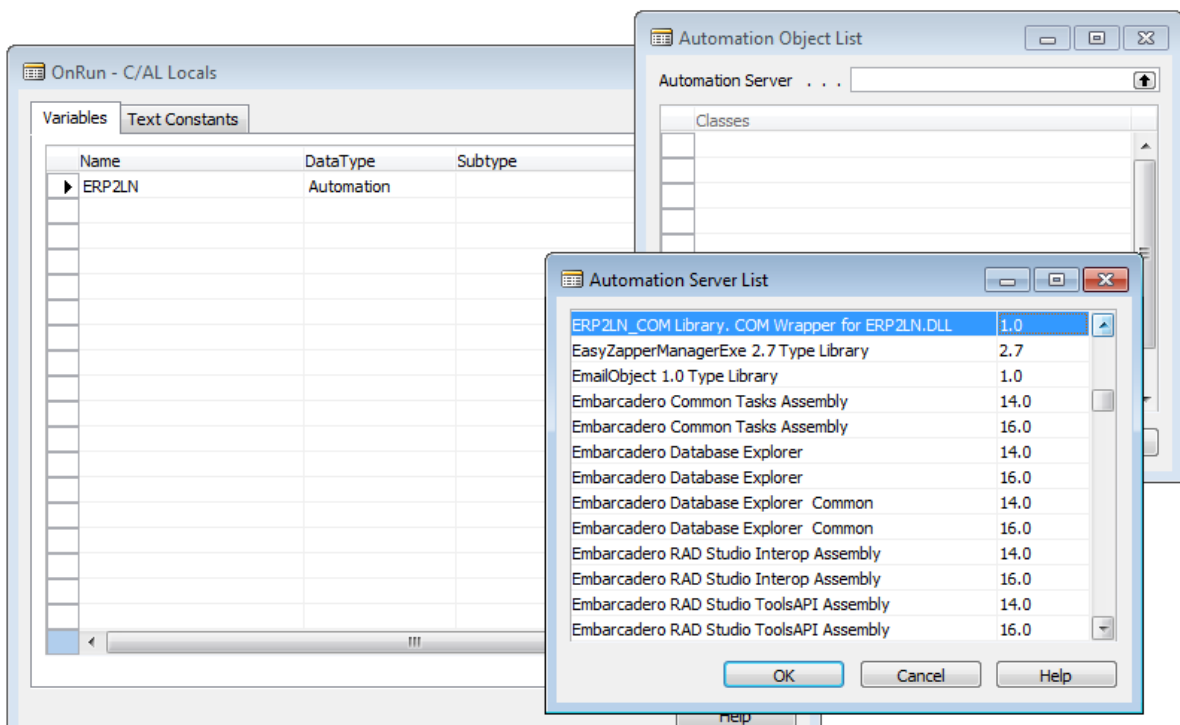 Automation Object List
Automation Server . . .
Classes
OnRun - C/AL Locals
Variables Text Constants
Name DataType Subtype
ERP2LN Automation
Automation Server List
ERP2LN_COM Library. COM Wrapper for ERP2LN.DLL 1.0
EasyZapperManagerExe 2.7 Type Library 2.7
EmailObject 1.0 Type Library 1.0
Embarcadero Common Tasks Assembly 14.0
Embarcadero Common Tasks Assembly 16.0
Embarcadero Database Explorer 14.0
Embarcadero Database Explorer 16.0
Embarcadero Database Explorer Common 14.0
Embarcadero Database Explorer Common 16.0
Embarcadero RAD Studio Interop Assembly 14.0
Embarcadero RAD Studio Interop Assembly 16.0
Embarcadero RAD Studio ToolsAPI Assembly 14.0
Embarcadero RAD Studio ToolsAPI Assembly 16.0
OK Cancel Help
Help